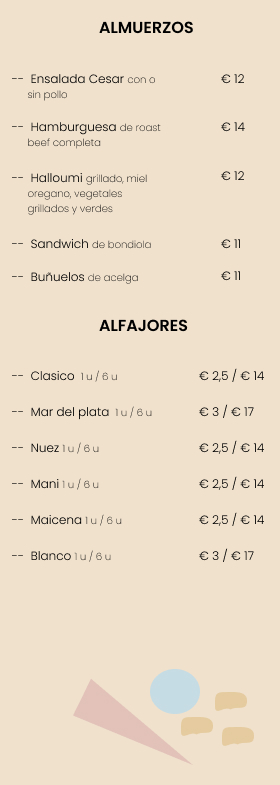 ALMUERZOS
-- Ensalada Cesar con o € 12
sin pollo
-- Hamburguesa de roast € 14
beef completa
-- Halloumi grillado, miel € 12
oregano, vegetales
grillados y verdes
-- Sandwich de bondiola € 11
-- Buñuelos de acelga € 11
ALFAJORES
-- Clasico 1 u / 6 u € 2,5 / € 14
-- Mar del plata 1 u / 6 u € 3 / € 17
-- Nuez 1 u / 6 u € 2,5 / € 14
-- Mani 1 u / 6 u € 2,5 / € 14
-- Maicena 1 u / 6 u € 2,5 / € 14
-- Blanco 1 u / 6 u € 3 / € 17